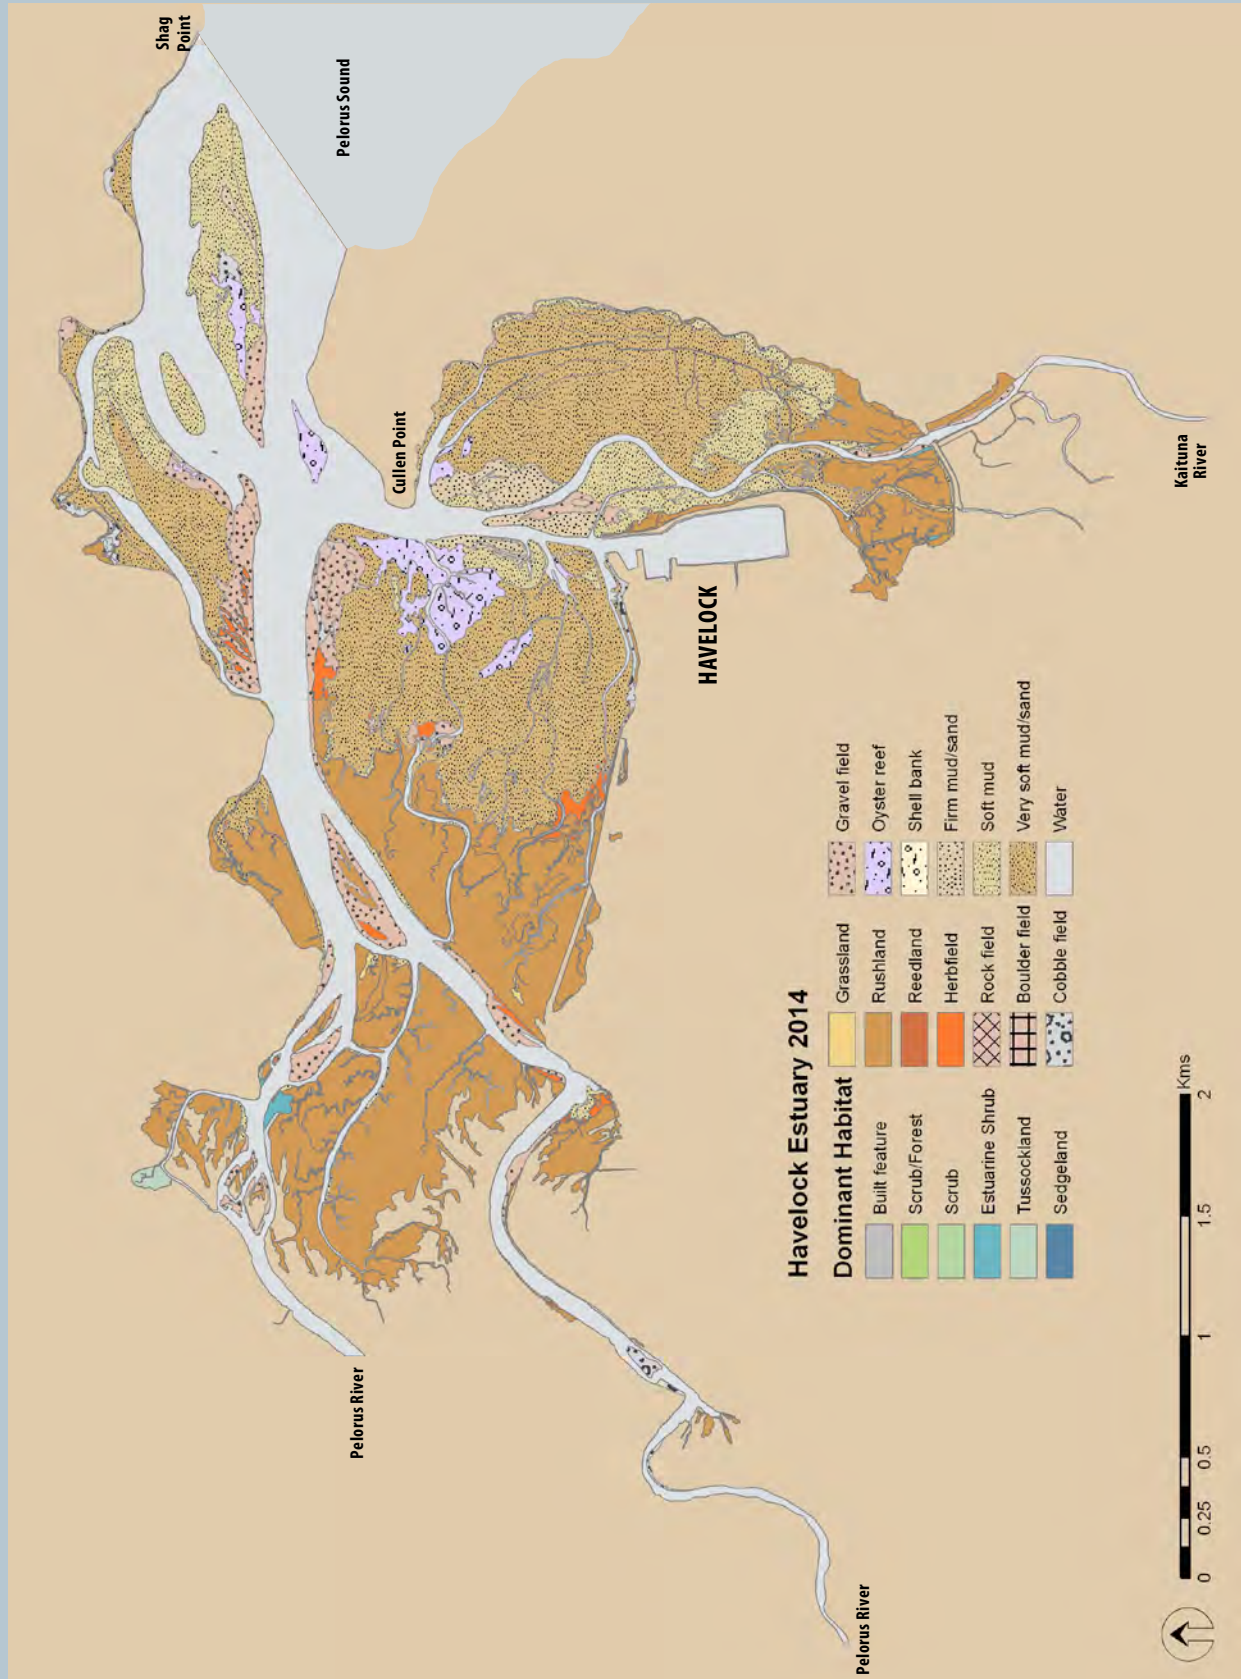 Shag
Point
Pelorus Sound
Cullen Point
Kaituna
River
HAVELOCK
Pelorus River
Pelorus River
Havelock Estuary 2014
Dominant Habitat
Built feature
Scrub/Forest
Scrub
Estuarine Shrub
Tussockland
Sedgeland
Grassland
Rushland
Reedland
Herbfield
Rock field
Boulder field
Cobble field
Gravel field
Oyster reef
Shell bank
Firm mud/sand
Soft mud
Very soft mud/sand
Water
0 0.25 0.5 1 1.5 2 Kms